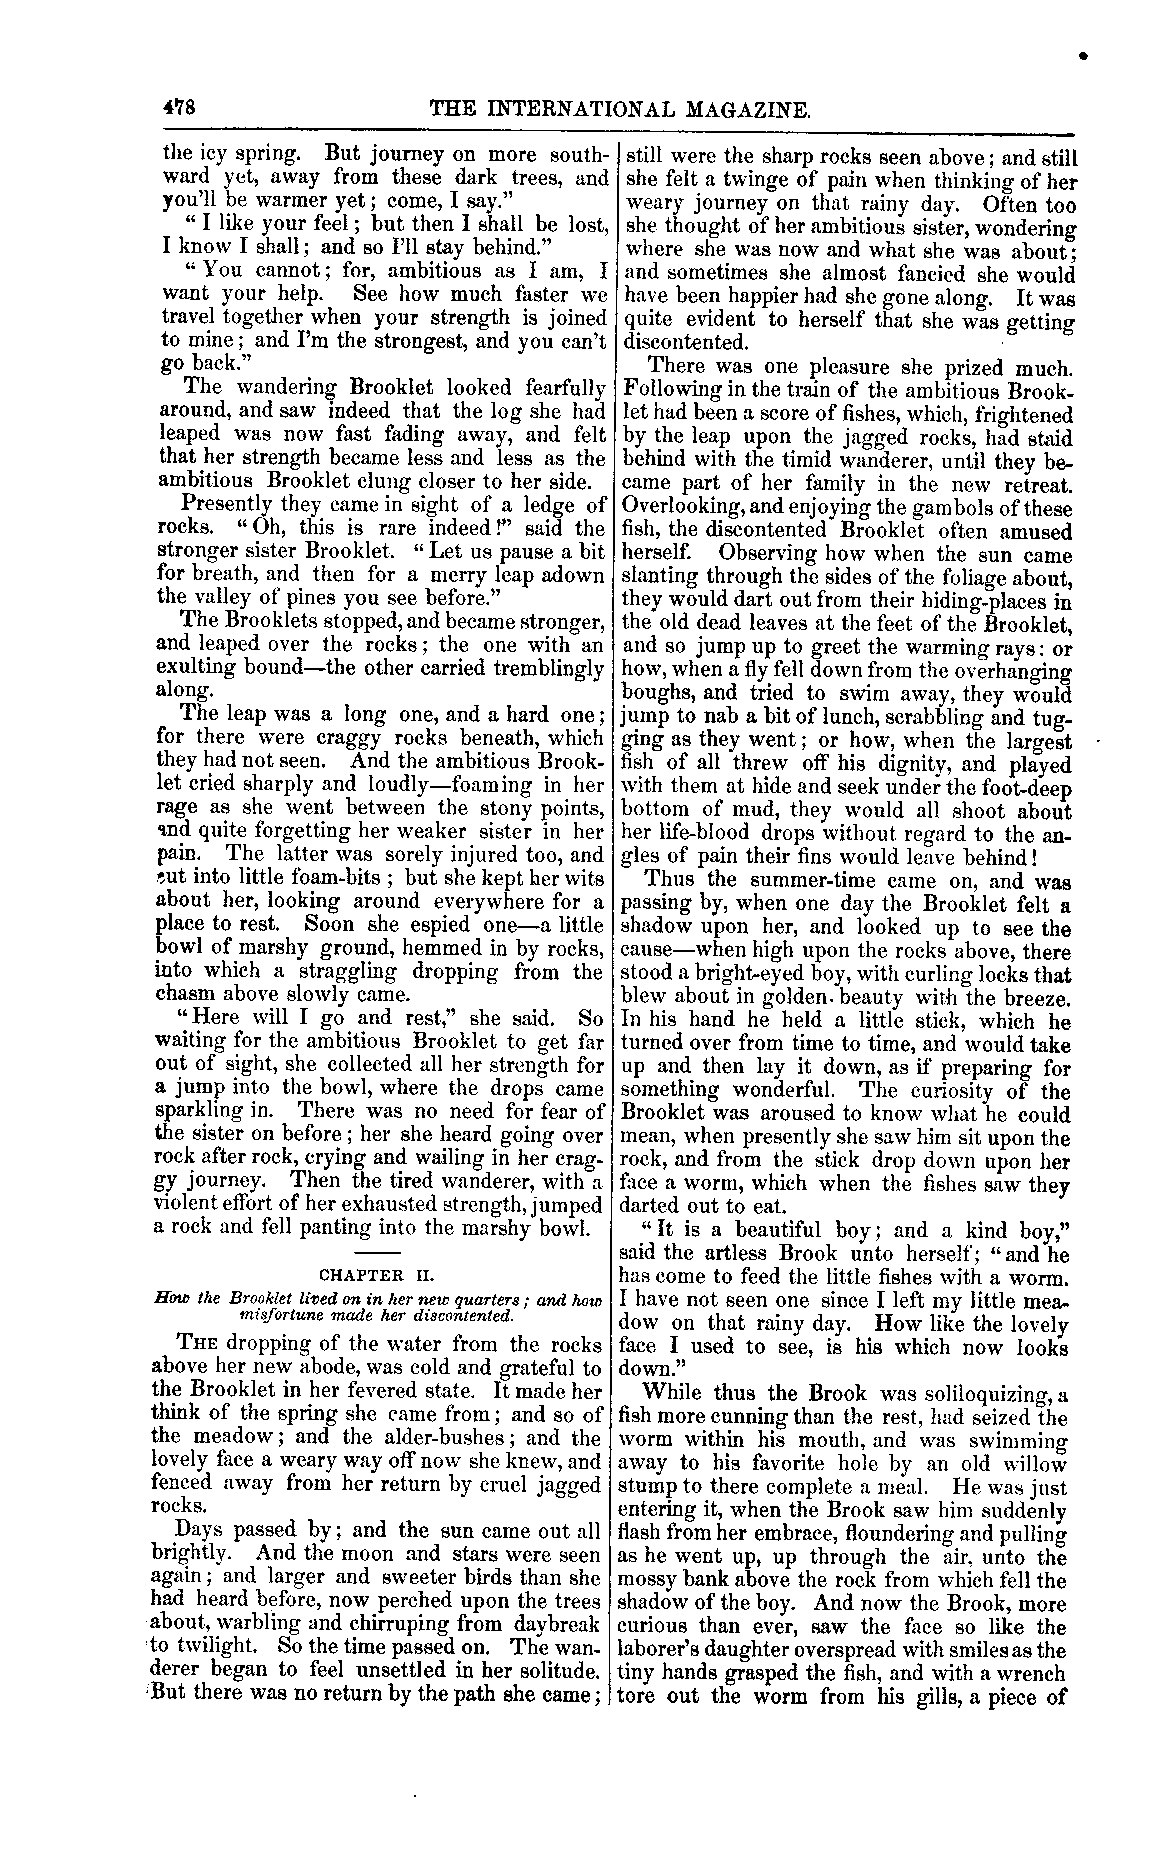 478 THE INTERNATIONAL MAGAZINE.
the icy spring. But journey on more south-
ward yet, away from these dark trees, and
you'll be warmer yet; come, I say."
"I like your feel; but then I shall be lost,
I know I shall; and so I'll stay behind."
"You cannot; for, ambitious as I am, I
want your help. See how much faster we
travel together when your strength is joined
to mine; and I'm the strongest, and you can't
go back."
The wandering Brooklet looked fearfully
around, and saw indeed that the log she had
leaped was now fast fading away, and felt
that her strength became less and less as the
ambitious Brooklet clung closer to her side.
Presently they came in sight of a ledge of
rocks. "Oh, this is rare indeed!" said the
stronger sister Brooklet. "Let us pause a bit
for breath, and then for a merry leap adown
the valley of pines you see before."
The Brooklets stopped, and became stronger,
and leaped over the rocks; the one with an
exulting bound—the other carried tremblingly
along.
The leap was a long one, and a hard one;
for there were craggy rocks beneath, which
they had not seen. And the ambitious Brook-
let cried sharply and loudly—foaming in her
rage as she went between the stony points,
and quite forgetting her weaker sister in her
pain. The latter was sorely injured too, and
cut into little foam-bits; but she kept her wits
about her, looking around everywhere for a
place to rest. Soon she espied one—a little
bowl of marshy ground, hemmed in by rocks,
into which a straggling dropping from the
chasm above slowly came.
"Here will I go and rest," she said. So
waiting for the ambitious Brooklet to get far
out of sight, she collected all her strength for
a jump into the bowl, where the drops came
sparkling in. There was no need for fear of
the sister on before; her she heard going over
rock after rock, crying and wailing in her crag-
gy journey. Then the tired wanderer, with a
violent effort of her exhausted strength, jumped
a rock and fell panting into the marshy bowl.
CHAPTER II.
How the Brooklet lived on in her new quarters; and how
misfortune made her discontented.
THE dropping of the water from the rocks
above her new abode, was cold and grateful to
the Brooklet in her fevered state. It made her
think of the spring she came from; and so of
the meadow; and the alder-bushes; and the
lovely face a weary way off now she knew, and
fenced away from her return by cruel jagged
rocks.
Days passed by; and the sun came out all
brightly. And the moon and stars were seen
again; and larger and sweeter birds than she
had heard before, now perched upon the trees
about, warbling and chirruping from daybreak
to twilight. So the time passed on. The wan-
derer began to feel unsettled in her solitude.
But there was no return by the path she came;
still were the sharp rocks seen above; and still
she felt a twinge of pain when thinking of her
weary journey on that rainy day. Often too
she thought of her ambitious sister, wondering
where she was now and what she was about;
and sometimes she almost fancied she would
have been happier had she gone along. It was
quite evident to herself that she was getting
discontented.
There was one pleasure she prized much.
Following in the train of the ambitious Brook-
let had been a score of fishes, which, frightened
by the leap upon the jagged rocks, had staid
behind with the timid wanderer, until they be-
came part of her family in the new retreat.
Overlooking, and enjoying the gambols of these
fish, the discontented Brooklet often amused
herself. Observing how when the sun came
slanting through the sides of the foliage about,
they would dart out from their hiding-places in
the old dead leaves at the feet of the Brooklet,
and so jump up to greet the warming rays: or
how, when a fly fell down from the overhanging
boughs, and tried to swim away, they would
jump to nab a bit of lunch, scrabbling and tug-
ging as they went; or how, when the largest
fish of all threw off his dignity, and played
with them at hide and seek under the foot-deep
bottom of mud, they would all shoot about
her life-blood drops without regard to the an-
gles of pain their fins would leave behind!
Thus the summer-time came on, and was
passing by, when one day the Brooklet felt a
shadow upon her, and looked up to see the
cause—when high upon the rocks above, there
stood a bright-eyed boy, with curling locks that
blew about in golden beauty with the breeze.
In his hand he held a little stick, which he
turned over from time to time, and would take
up and then lay it down, as if preparing for
something wonderful. The curiosity of the
Brooklet was aroused to know what he could
mean, when presently she saw him sit upon the
rock, and from the stick drop down upon her
face a worm, which when the fishes saw they
darted out to eat.
"It is a beautiful boy; and a kind boy,"
said the artless Brook unto herself; "and he
has come to feed the little fishes with a worm.
I have not seen one since I left my little mea-
dow on that rainy day. How like the lovely
face I used to see, is his which now looks
down."
While thus the Brook was soliloquizing, a
fish more cunning than the rest, had seized the
worm within his mouth, and was swimming
away to his favorite hole by an old willow
stump to there complete a meal. He was just
entering it, when the Brook saw him suddenly
flash from her embrace, floundering and pulling
as he went up, up through the air, unto the
mossy bank above the rock from which fell the
shadow of the boy. And now the Brook, more
curious than ever, saw the face so like the
laborer's daughter overspread with smiles as the
tiny hands grasped the fish, and with a wrench
tore out the worm from his gills, a piece of